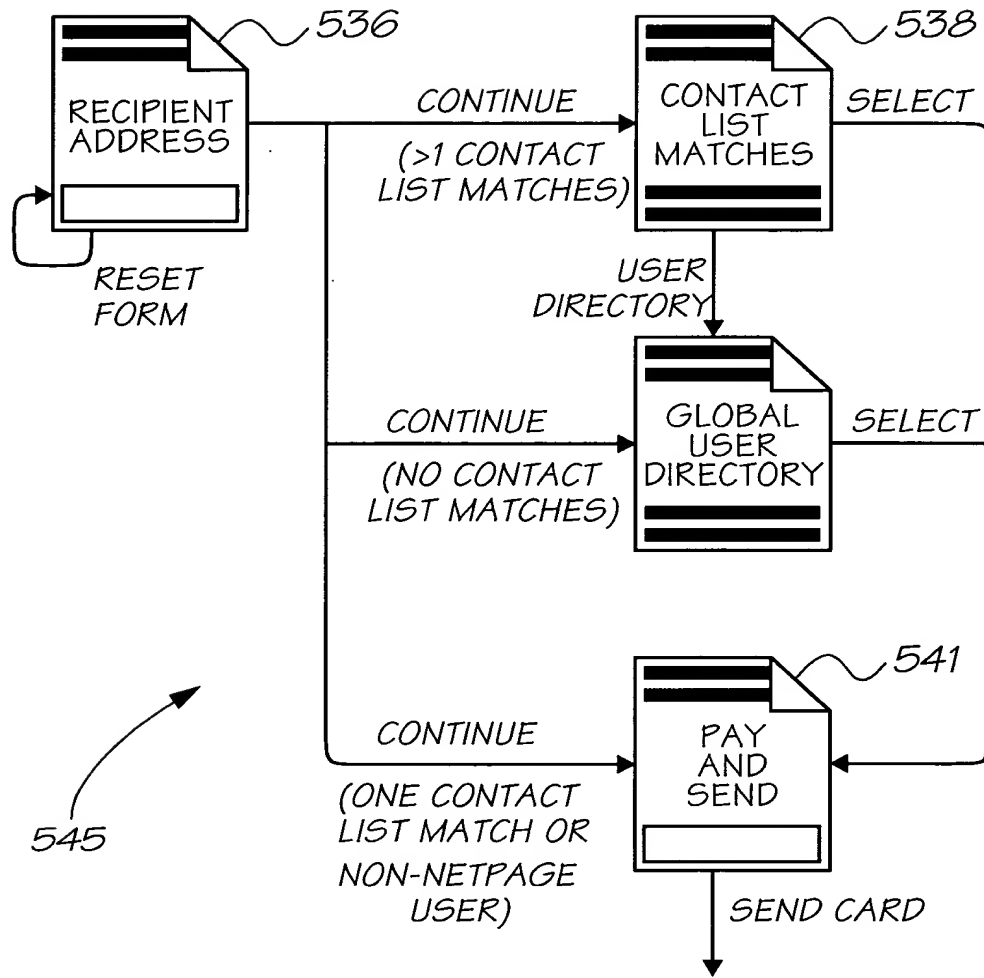 536
538
RECIPIENT
ADDRESS
CONTINUE
(>1 CONTACT
LIST MATCHES)
CONTACT
LIST
MATCHES
SELECT
RESET
FORM
USER
DIRECTORY
CONTINUE
(NO CONTACT
LIST MATCHES)
GLOBAL
USER
DIRECTORY
SELECT
541
CONTINUE
(ONE CONTACT
LIST MATCH OR
NON-NETPAGE
USER)
PAY
AND
SEND
545
SEND CARD